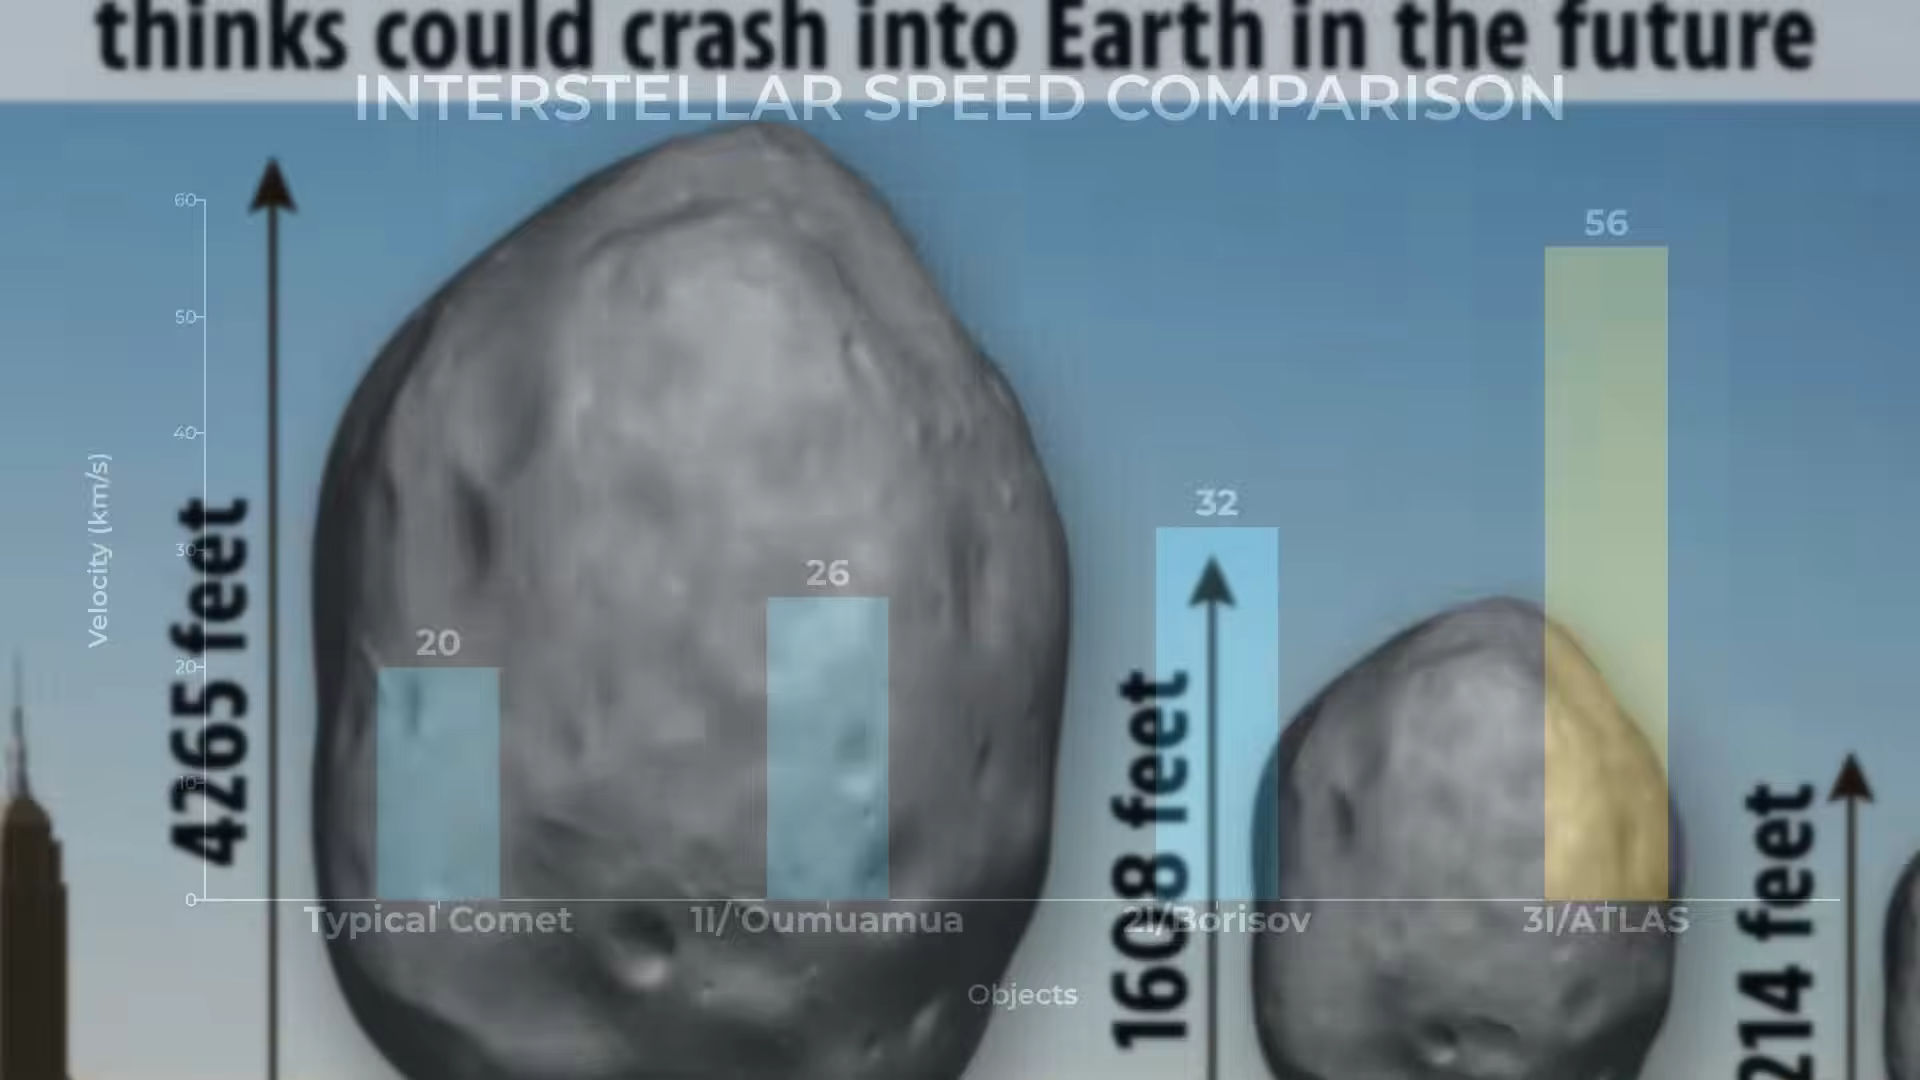 thinks could crash into Earth in the future
INTERSTELLAR SPEED COMPARISON
60
50
40
30
20
10
0
Velocity (km/s)
20
26
32
56
4265 feet
1608 feet
214 feet
Typical Comet
1I/'Oumuamua
2I/Borisov
3I/ATLAS
Objects